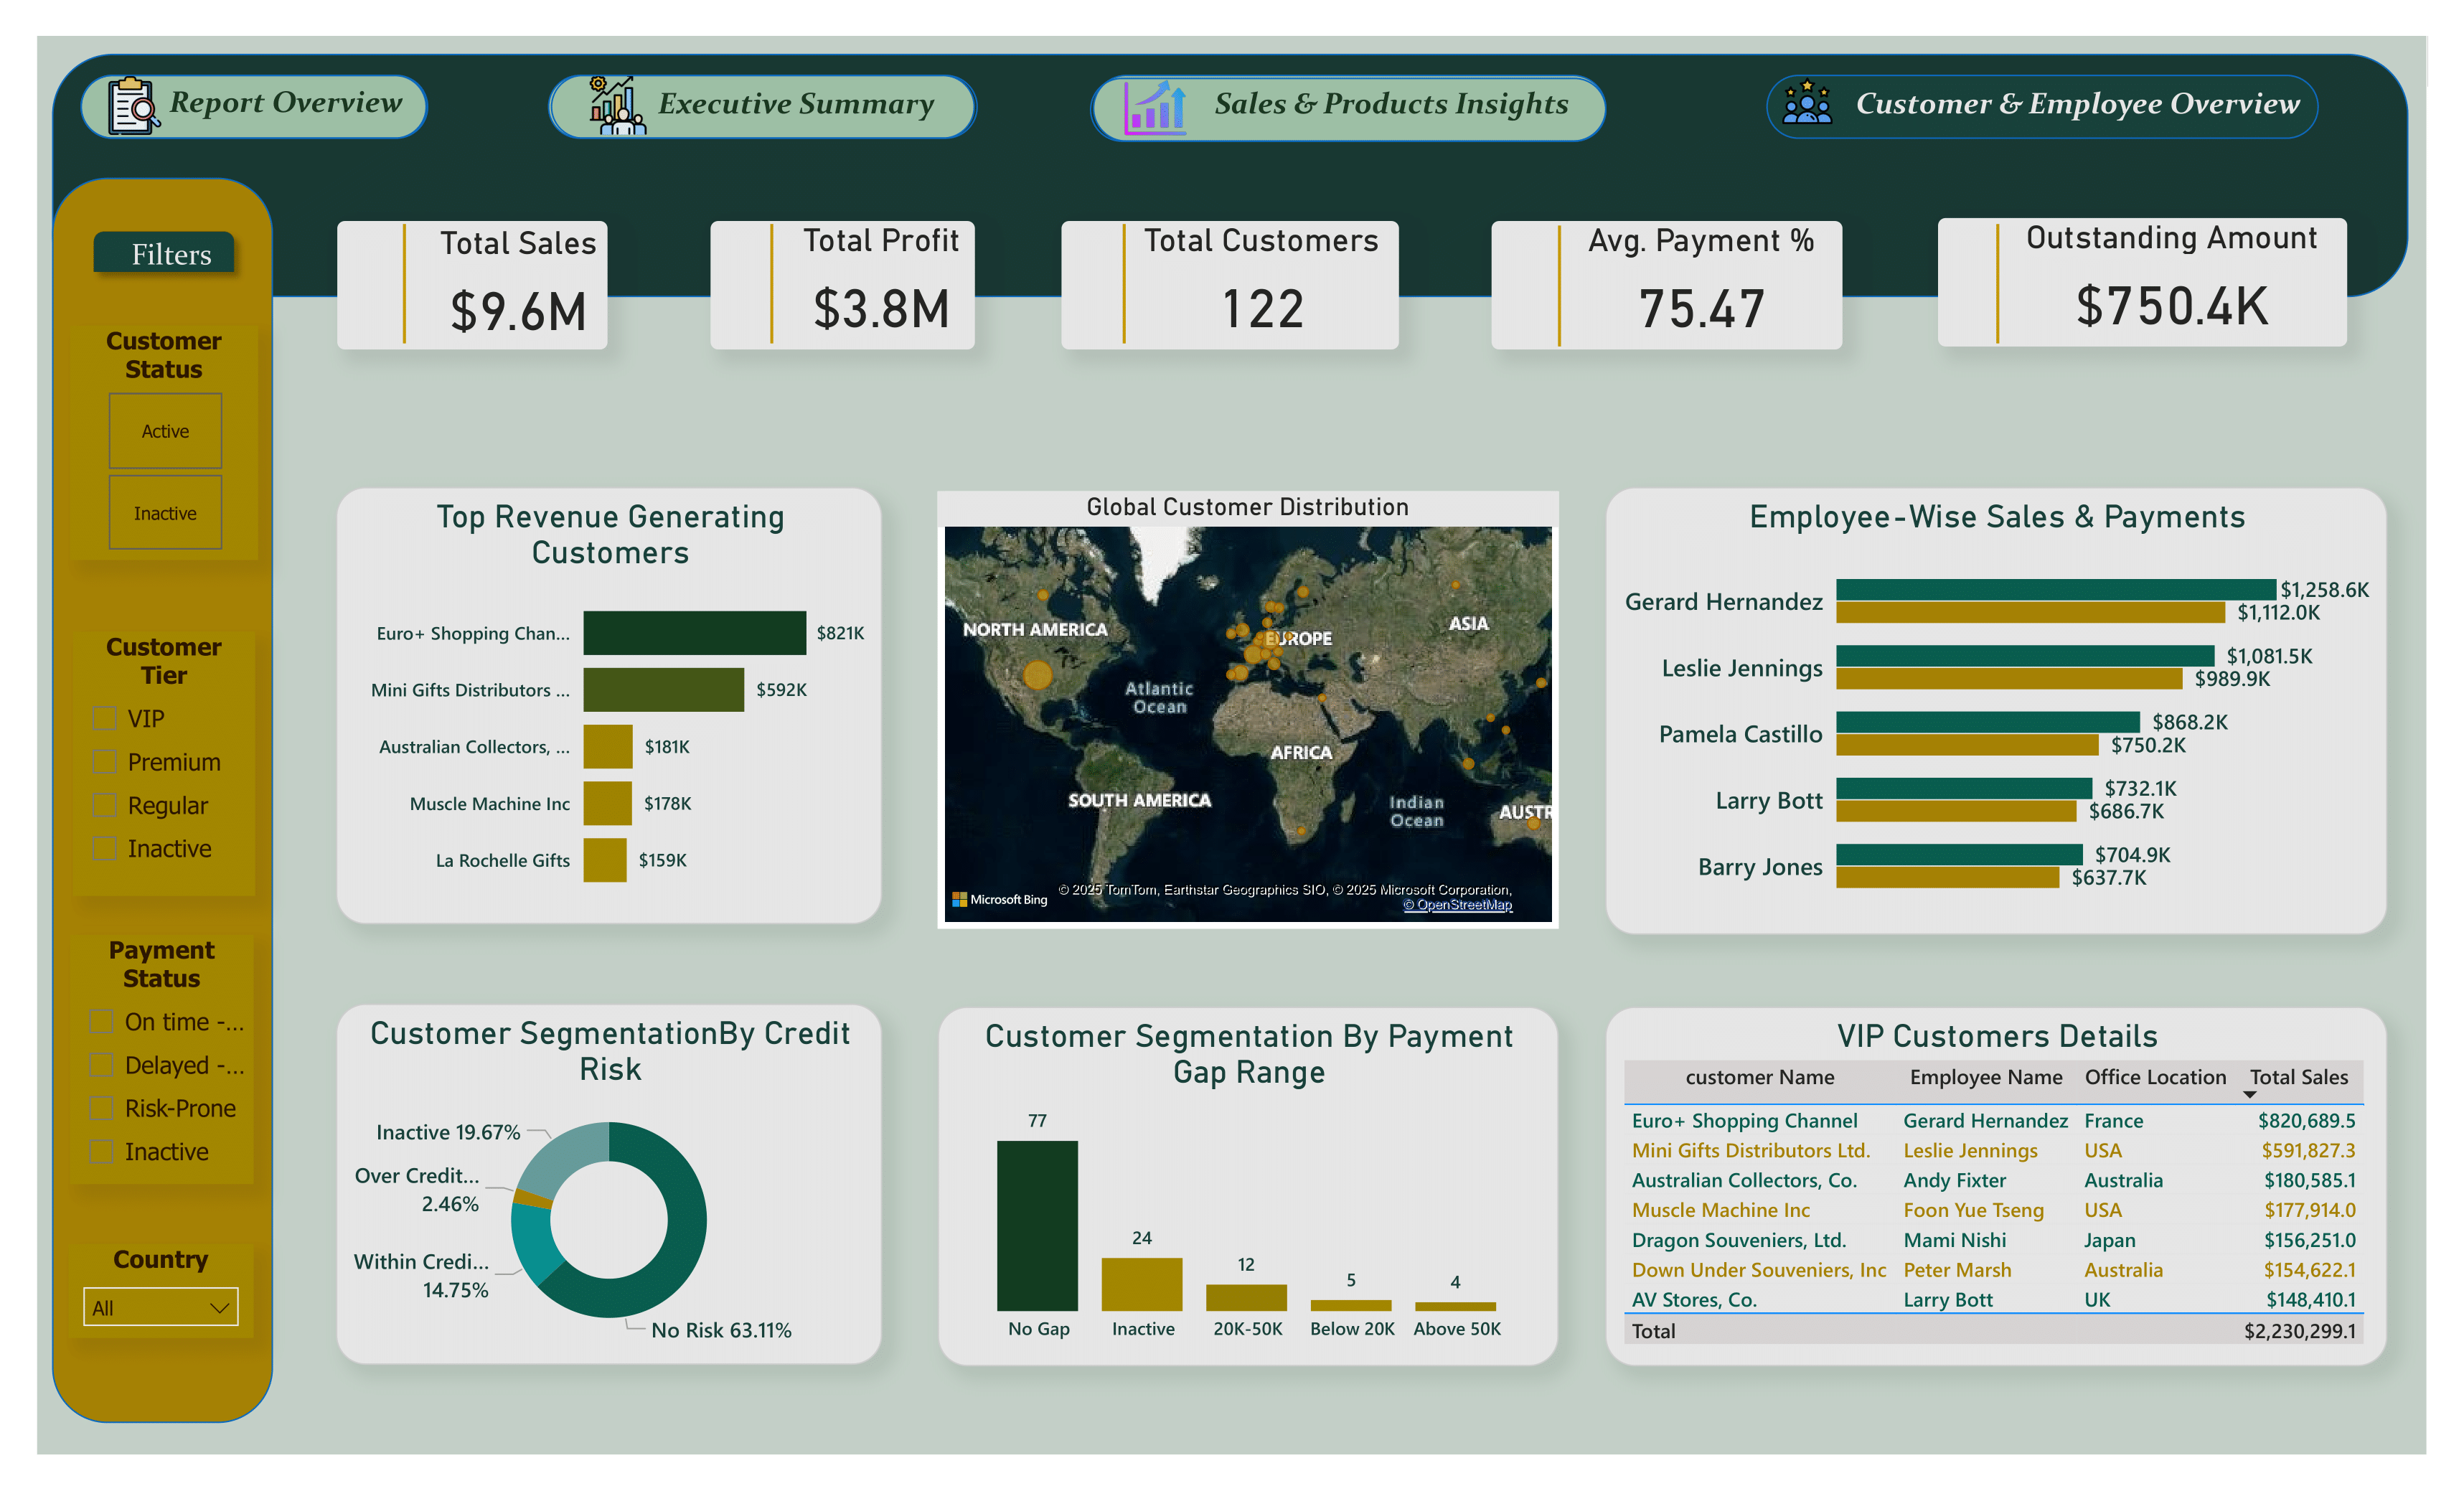 Report Overview
Executive Summary
Sales & Products Insights
Customer & Employee Overview
Filters
Total Sales
$9.6M
Total Profit
$3.8M
Total Customers
122
Avg. Payment %
75.47
Outstanding Amount
$750.4K
Customer
Status
Active
Inactive
Customer
Tier
VIP
Premium
Regular
Inactive
Payment
Status
On time -...
Delayed -...
Risk-Prone
Inactive
Country
All
Top Revenue Generating
Customers
Euro+ Shopping Chan... $821K
Mini Gifts Distributors ... $592K
Australian Collectors, ... $181K
Muscle Machine Inc $178K
La Rochelle Gifts $159K
Global Customer Distribution
NORTH AMERICA
EUROPE
ASIA
Atlantic
Ocean
AFRICA
SOUTH AMERICA
Indian
Ocean
AUSTR
Microsoft Bing
© 2025 TomTom, Earthstar Geographics SIO, © 2025 Microsoft Corporation,
© OpenStreetMap
Employee-Wise Sales & Payments
Gerard Hernandez $1,258.6K
$1,112.0K
Leslie Jennings $1,081.5K
$989.9K
Pamela Castillo $868.2K
$750.2K
Larry Bott $732.1K
$686.7K
Barry Jones $704.9K
$637.7K
Customer SegmentationBy Credit
Risk
Inactive 19.67%
Over Credit...
2.46%
Within Credi...
14.75%
No Risk 63.11%
Customer Segmentation By Payment
Gap Range
77
24
12
5
4
No Gap Inactive 20K-50K Below 20K Above 50K
VIP Customers Details
customer Name Employee Name Office Location Total Sales
Euro+ Shopping Channel Gerard Hernandez France $820,689.5
Mini Gifts Distributors Ltd. Leslie Jennings USA $591,827.3
Australian Collectors, Co. Andy Fixter Australia $180,585.1
Muscle Machine Inc Foon Yue Tseng USA $177,914.0
Dragon Souveniers, Ltd. Mami Nishi Japan $156,251.0
Down Under Souveniers, Inc Peter Marsh Australia $154,622.1
AV Stores, Co. Larry Bott UK $148,410.1
Total $2,230,299.1